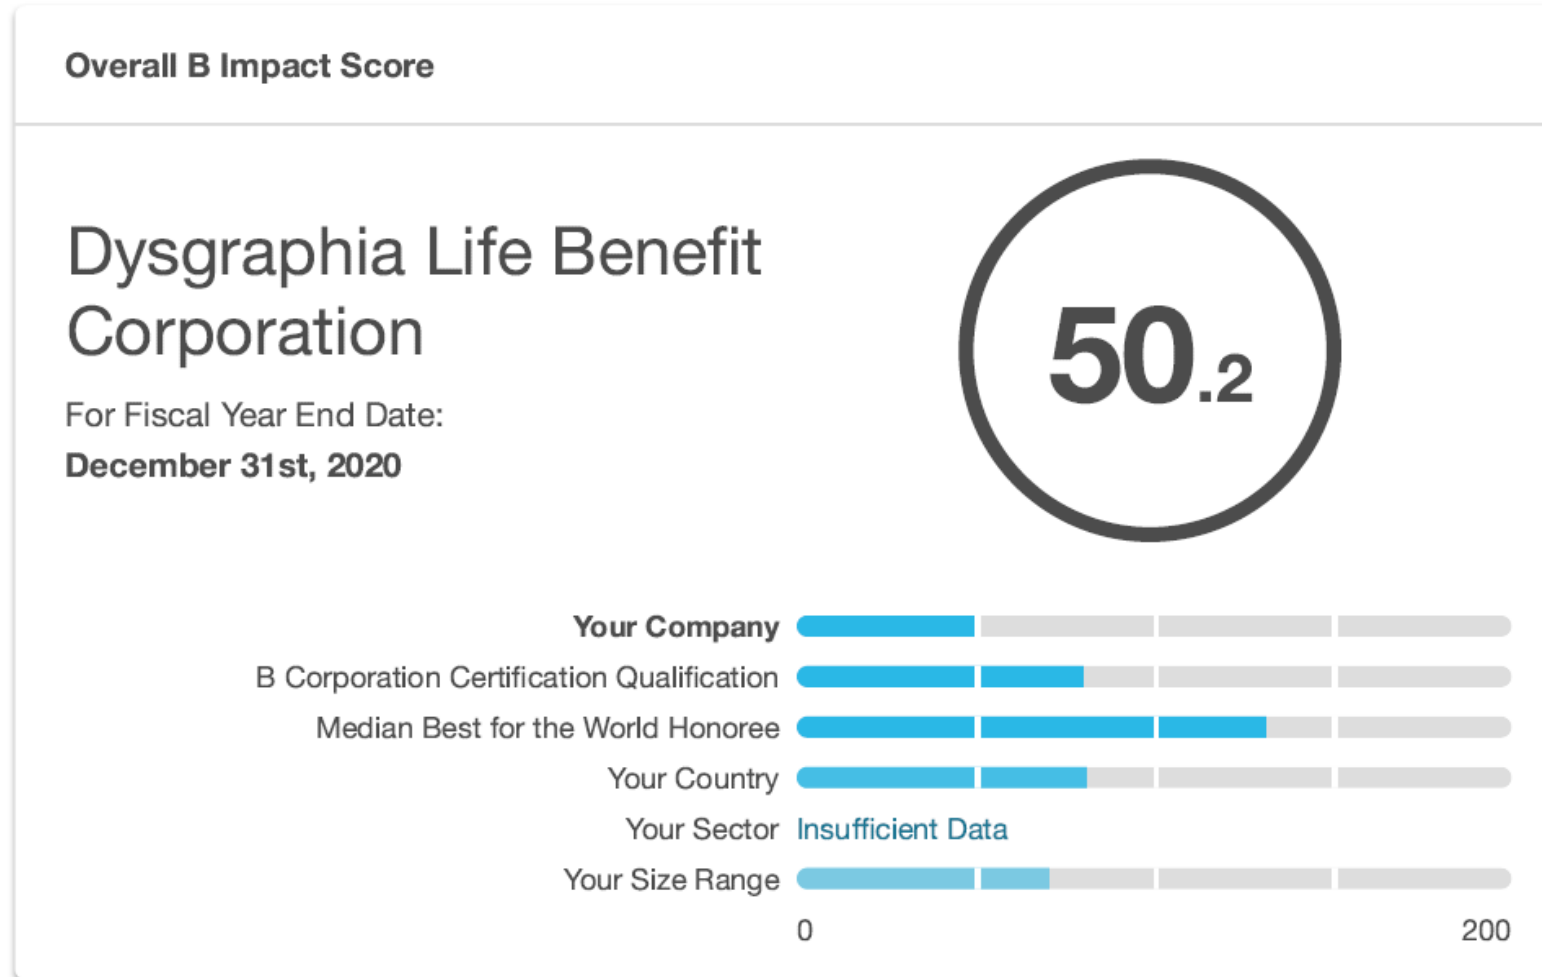 Overall B Impact Score
Dysgraphia Life Benefit
Corporation
For Fiscal Year End Date:
December 31st, 2020
50.2
Your Company
B Corporation Certification Qualification
Median Best for the World Honoree
Your Country
Your Sector Insufficient Data
Your Size Range
0 200